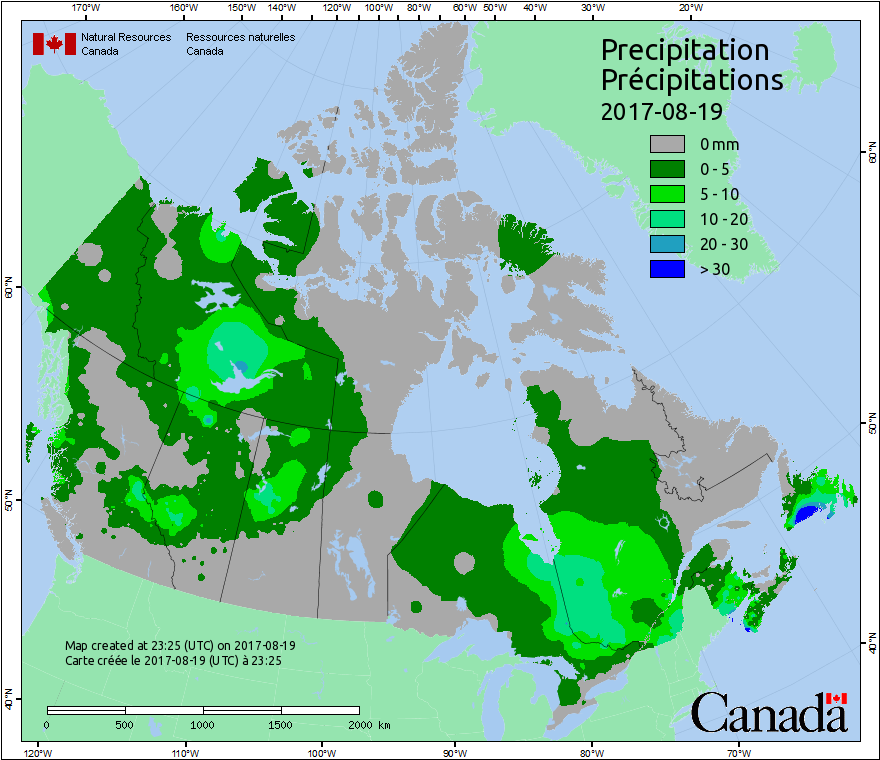 170°W 160°W 150°W 140°W 130°W 120°W 110°W 100°W 90°W 80°W 60°W 50°W 40°W 30°W 20°W
Natural Resources Ressources naturelles
Canada Canada
Precipitation
Précipitations
2017-08-19
0 mm
0 - 5
5 - 10
10 - 20
20 - 30
> 30
60°N
60°N
50°N
50°N
40°N
40°N
Map created at 23:25 (UTC) on 2017-08-19
Carte créée le 2017-08-19 (UTC) à 23:25
0 500 1000 1500 2000 km
Canada
120°W 110°W 100°W 90°W 80°W 70°W